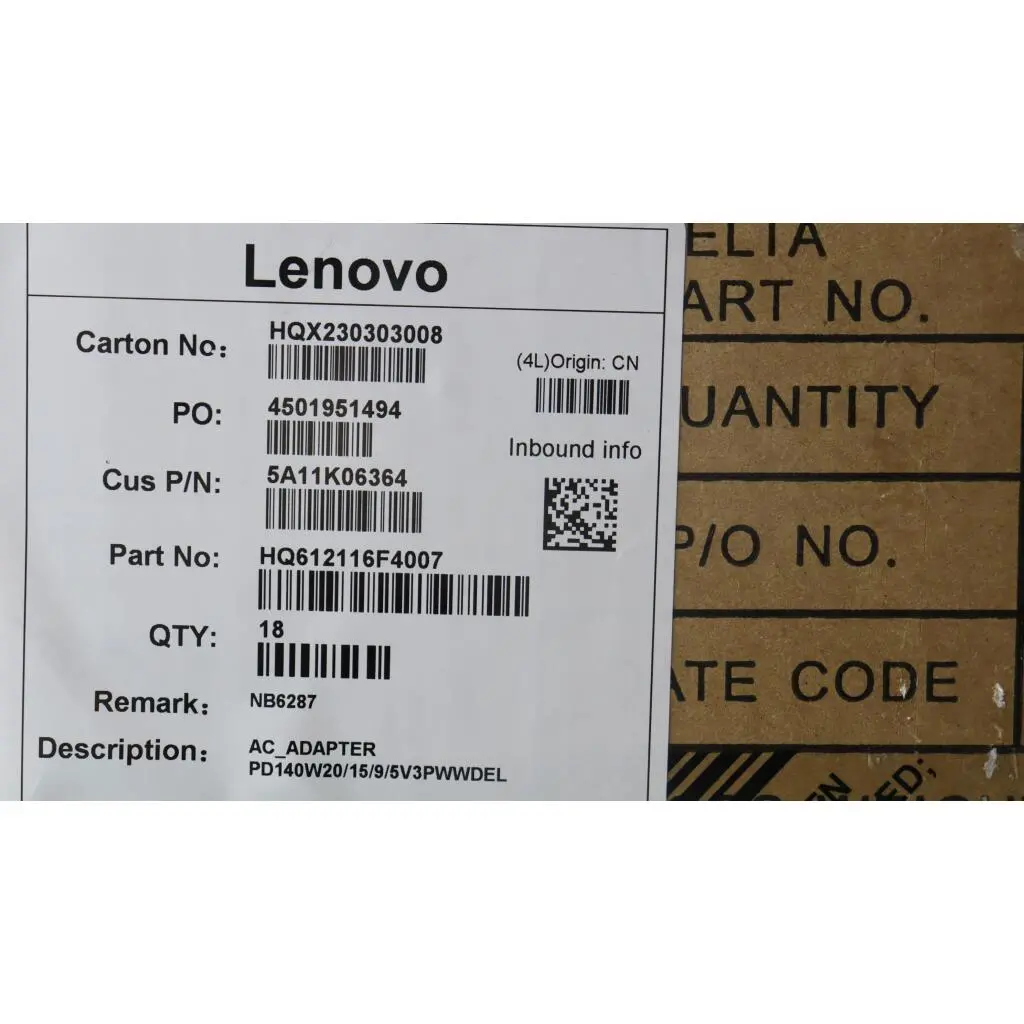 Lenovo
Carton No: HQX230303008
(4L)Origin: CN
PO: 4501951494
Inbound info
Cus P/N: 5A11K06364
Part No: HQ612116F4007
QTY: 18
Remark: NB6287
Description: AC_ADAPTER
PD140W20/15/9/5V3PWWDEL
ELTA
ART NO.
UANTITY
P/O NO.
ATE CODE